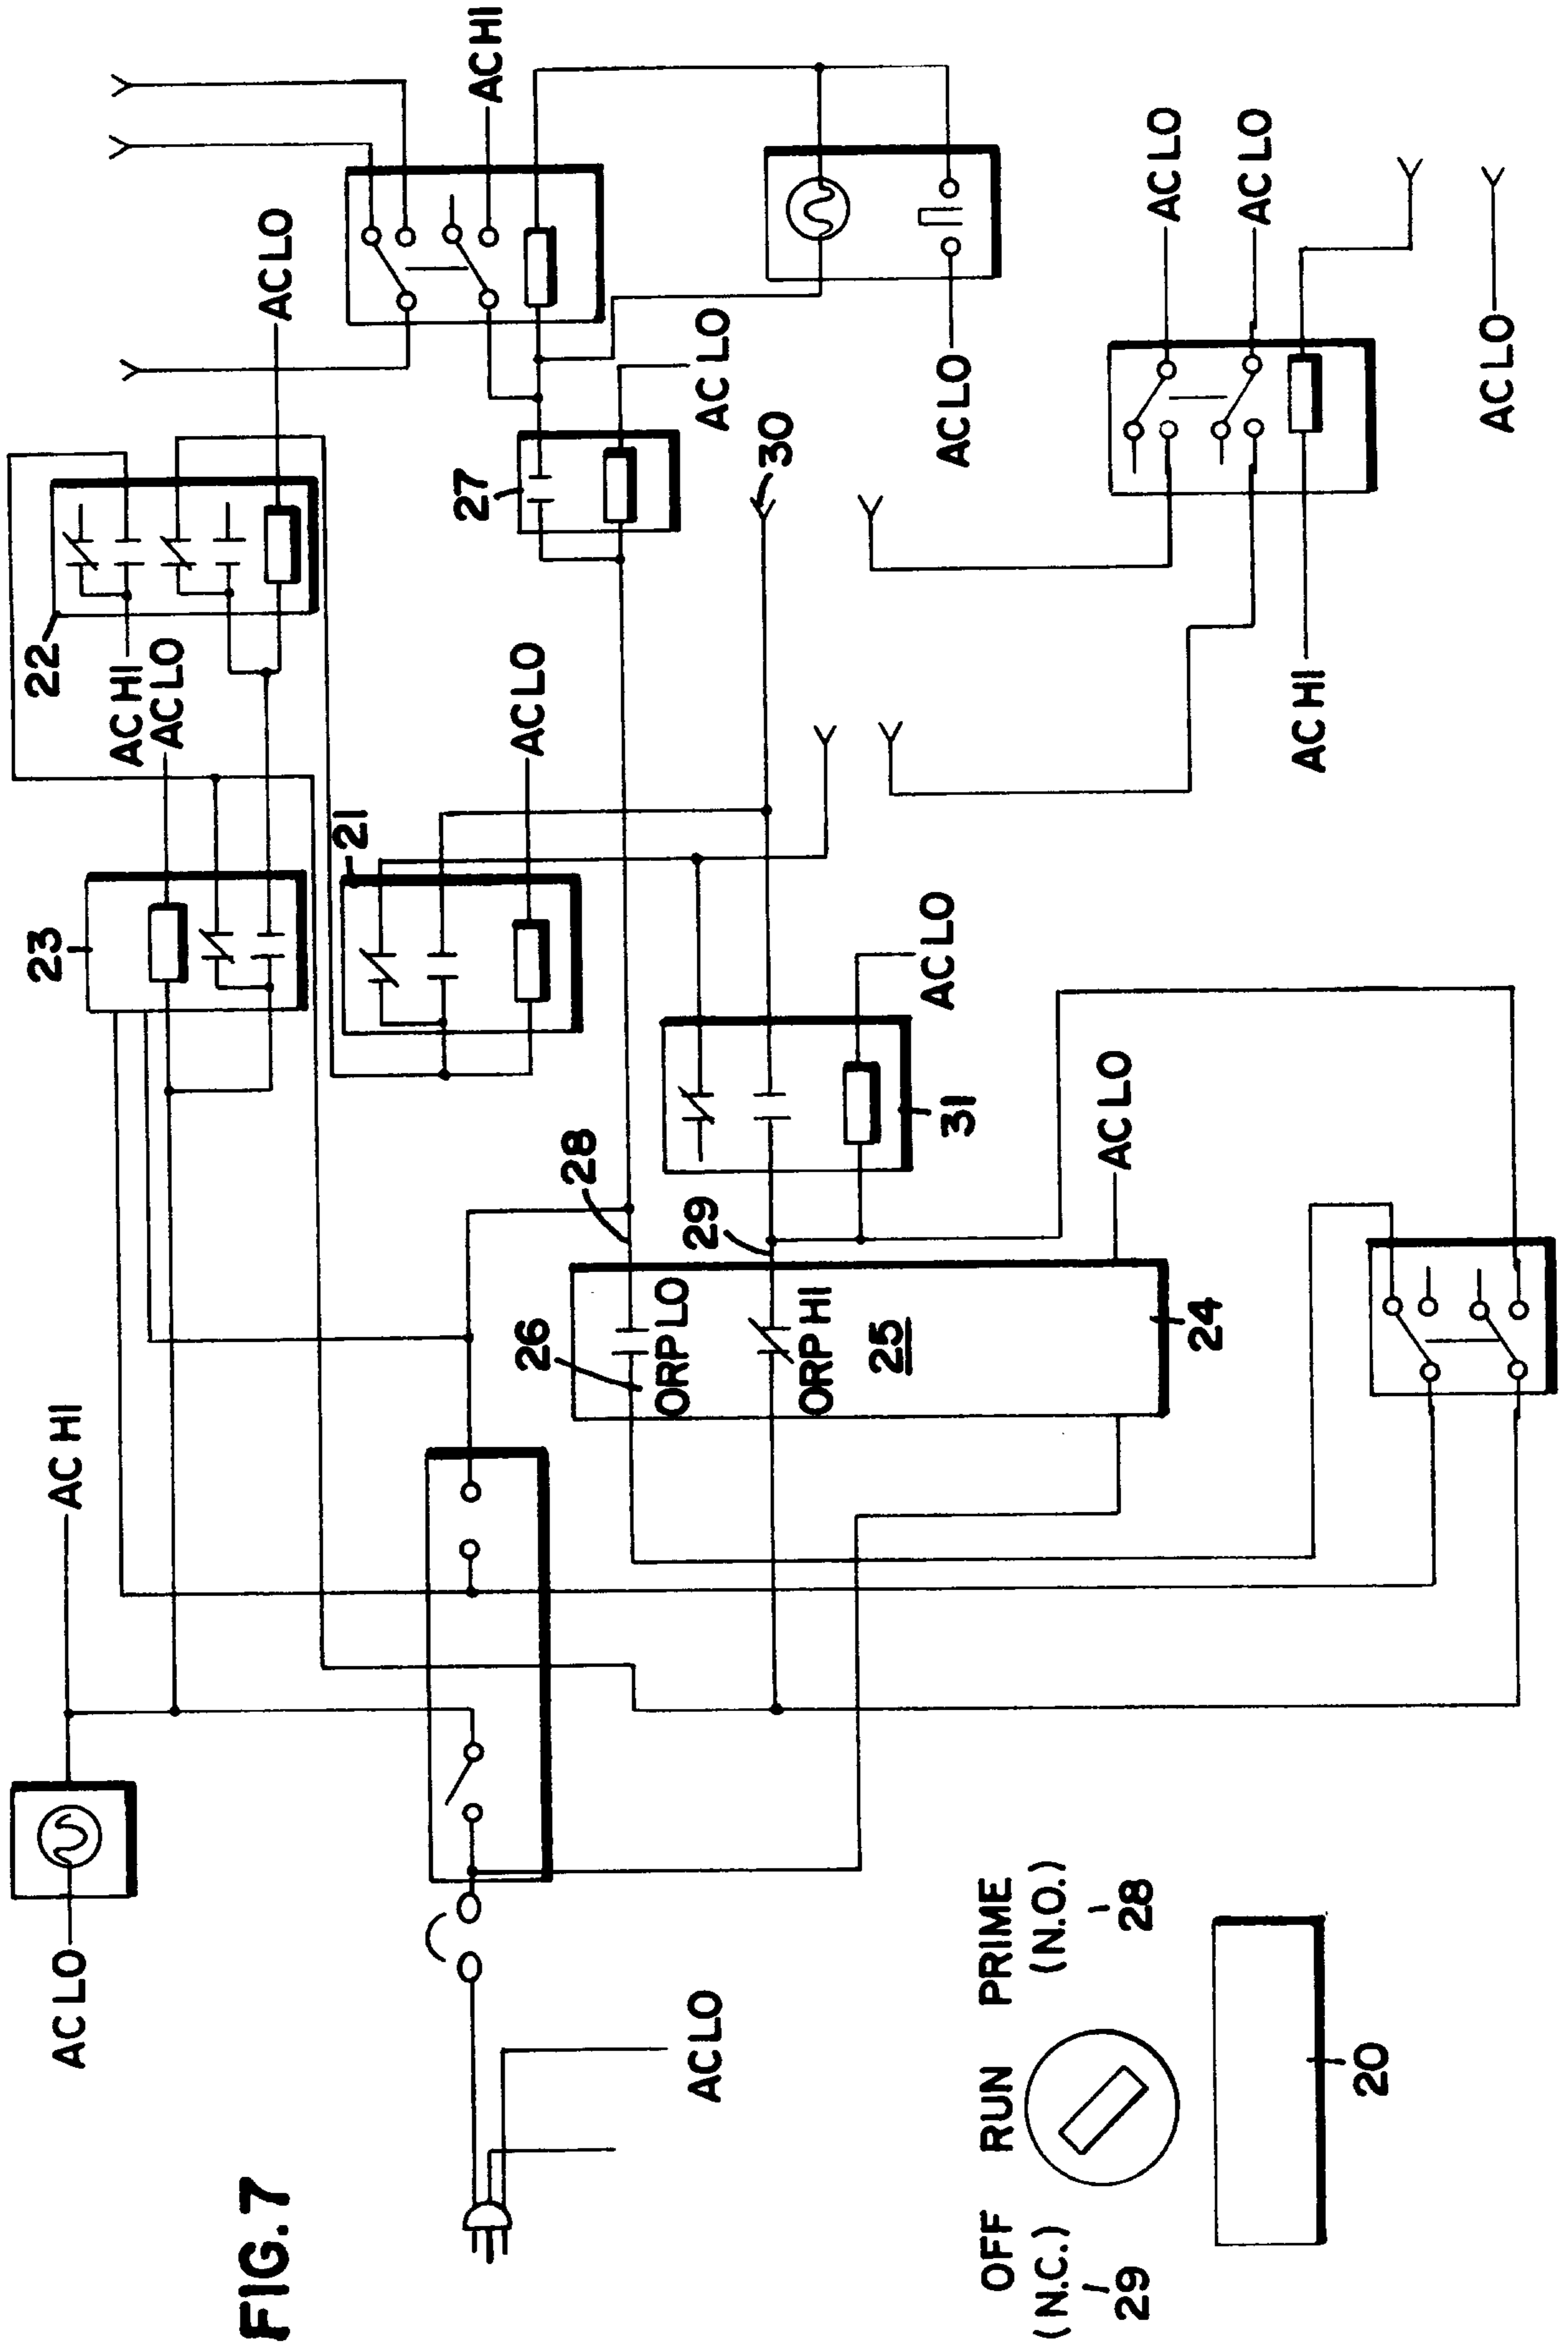 FIG. 7
AC LO
AC HI
23
22
AC HI
AC LO
AC LO
21
AC LO
27
AC LO
AC HI
30
28
26
ORP LO
29
ORP HI
25
24
AC LO
31
AC LO
AC LO
AC LO
AC LO
AC HI
AC LO
AC LO
OFF RUN PRIME
(N.C.) (N.O.)
29 28
20